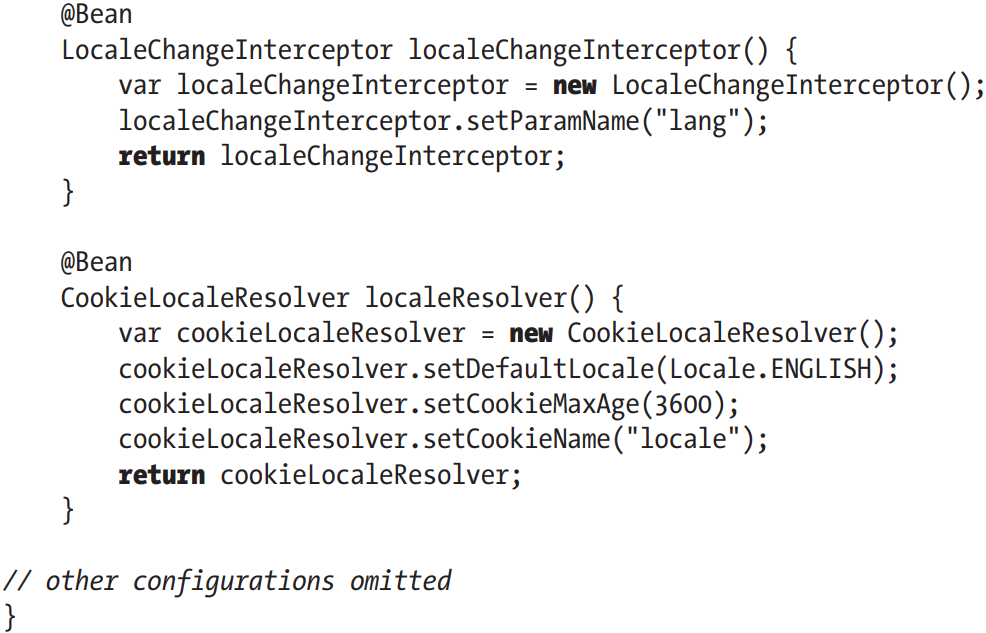 @Bean
LocaleChangeInterceptor localeChangeInterceptor() {
var localeChangeInterceptor = new LocaleChangeInterceptor();
localeChangeInterceptor.setParamName("lang");
return localeChangeInterceptor;
}
@Bean
CookieLocaleResolver localeResolver() {
var cookieLocaleResolver = new CookieLocaleResolver();
cookieLocaleResolver.setDefaultLocale(Locale.ENGLISH);
cookieLocaleResolver.setCookieMaxAge(3600);
cookieLocaleResolver.setCookieName("locale");
return cookieLocaleResolver;
}
// other configurations omitted
}